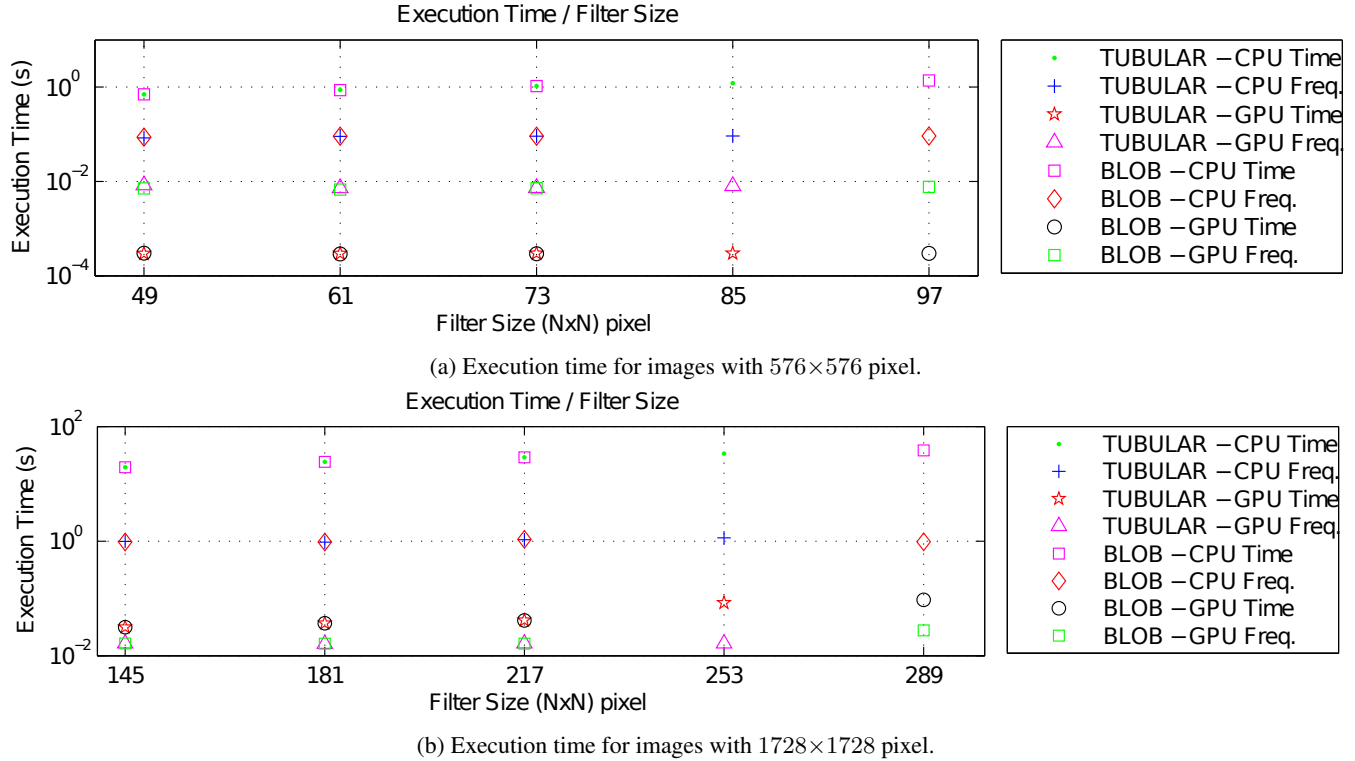 Execution Time / Filter Size
Execution Time (s)
10^0
10^-2
10^-4
49 61 73 85 97
Filter Size (NxN) pixel
TUBULAR −CPU Time
TUBULAR −CPU Freq.
TUBULAR −GPU Time
TUBULAR −GPU Freq.
BLOB −CPU Time
BLOB −CPU Freq.
BLOB −GPU Time
BLOB −GPU Freq.
(a) Execution time for images with 576×576 pixel.
Execution Time / Filter Size
Execution Time (s)
10^2
10^0
10^-2
145 181 217 253 289
Filter Size (NxN) pixel
TUBULAR −CPU Time
TUBULAR −CPU Freq.
TUBULAR −GPU Time
TUBULAR −GPU Freq.
BLOB −CPU Time
BLOB −CPU Freq.
BLOB −GPU Time
BLOB −GPU Freq.
(b) Execution time for images with 1728×1728 pixel.